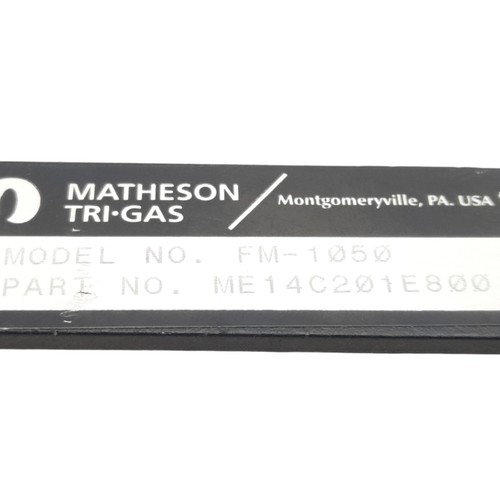 MATHESON
TRI•GAS
Montgomeryville, PA. USA
MODEL NO. FM-1050
PART NO. ME14C201E800